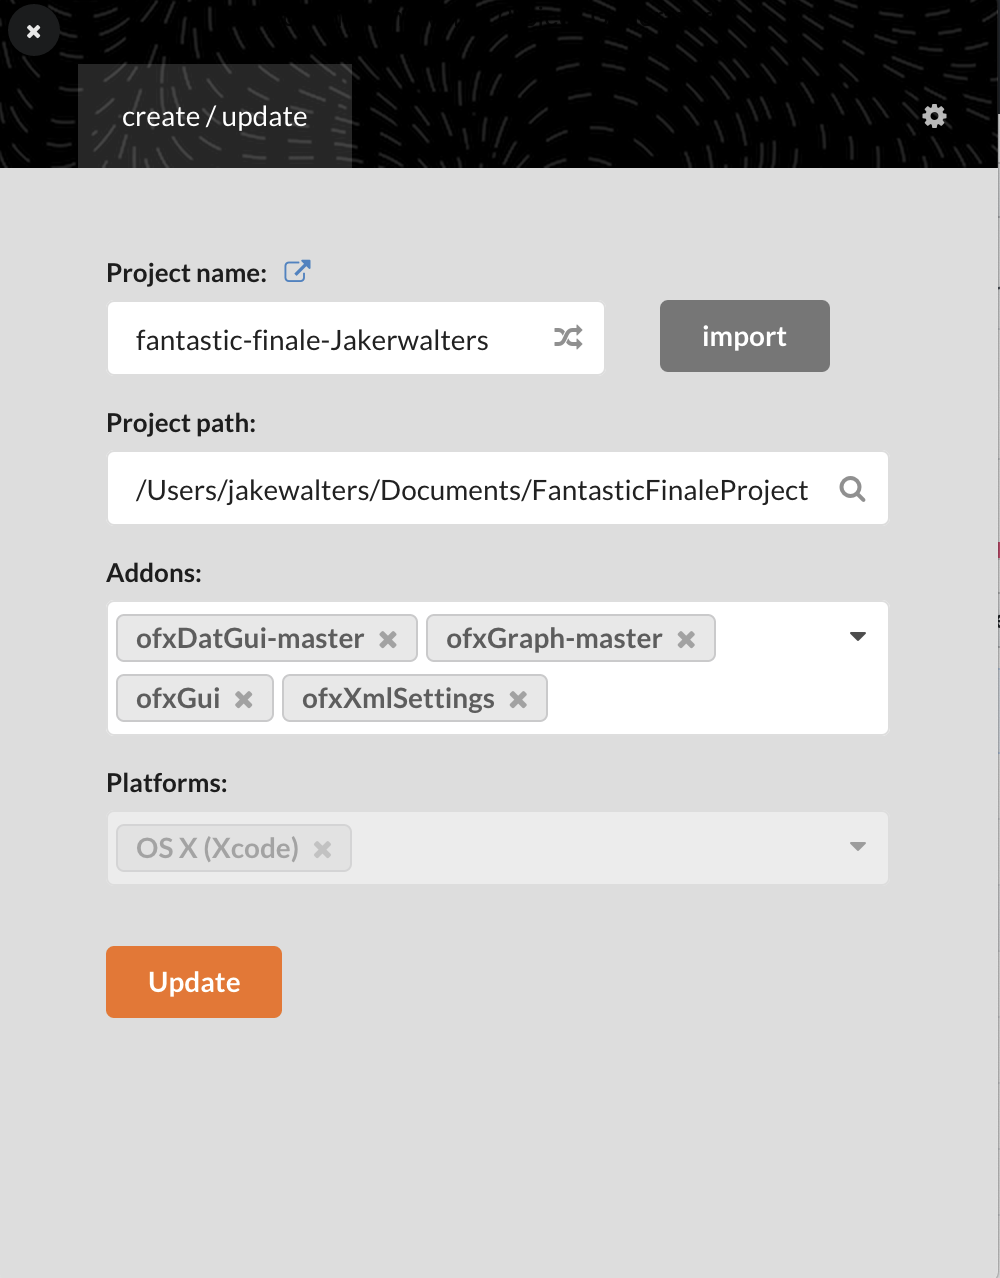 create / update
Project name:
fantastic-finale-Jakerwalters
import
Project path:
/Users/jakewalters/Documents/FantasticFinaleProject
Addons:
ofxDatGui-master ofxGraph-master
ofxGui ofxXmlSettings
Platforms:
OS X (Xcode)
Update